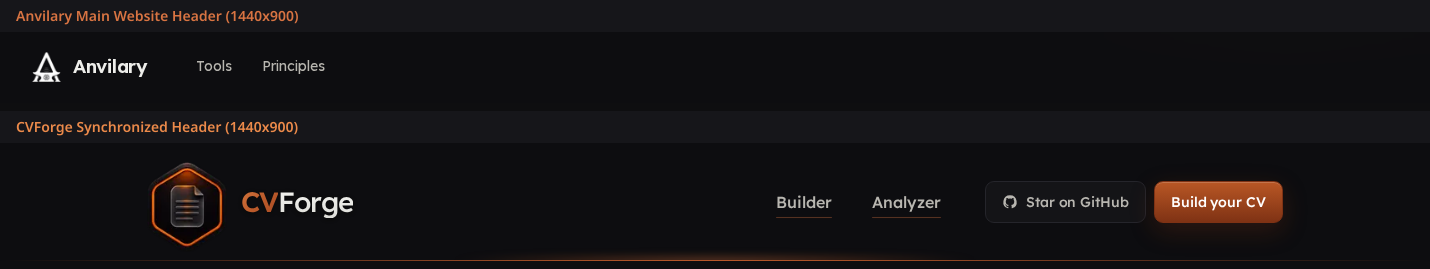 Anvilary Main Website Header (1440x900)
Anvilary Tools Principles
CVForge Synchronized Header (1440x900)
CVForge Builder Analyzer Star on GitHub Build your CV